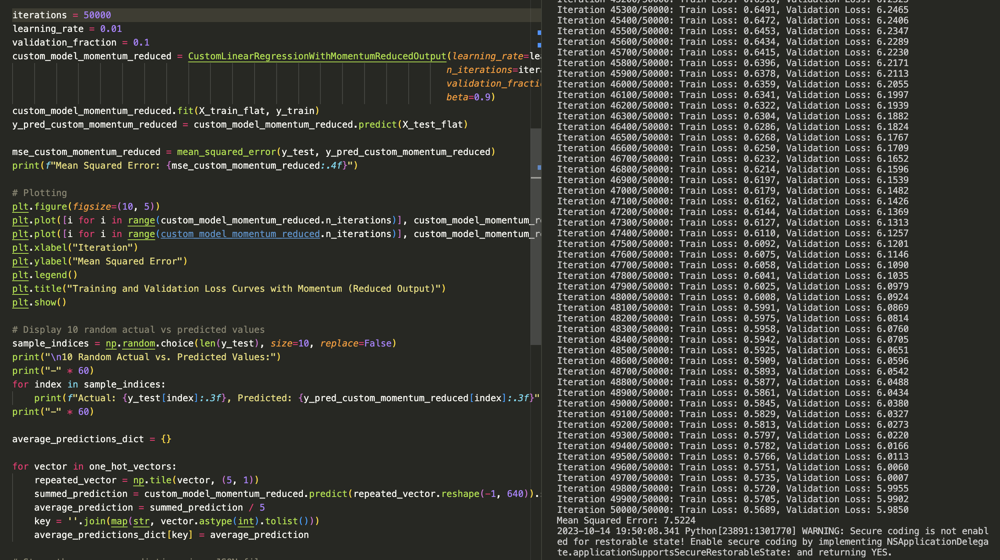 iterations = 50000
learning_rate = 0.01
validation_fraction = 0.1
custom_model_momentum_reduced = CustomLinearRegressionWithMomentumReducedOutput(learning_rate=
n_iterations=
beta=0.9)
custom_model_momentum_reduced.fit(X_train_flat, y_train)
y_pred_custom_momentum_reduced = custom_model_momentum_reduced.predict(X_test_flat)
mse_custom_momentum_reduced = mean_squared_error(y_test, y_pred_custom_momentum_reduced)
print(f"Mean Squared Error: {mse_custom_momentum_reduced:.4f}")
# Plotting
plt.figure(figsize=(10, 5))
plt.plot([i for i in range(custom_model_momentum_reduced.n_iterations)],
plt.plot([i for i in range(custom_model_momentum_reduced.n_iterations)],
plt.xlabel("Iteration")
plt.ylabel("Mean Squared Error")
plt.legend()
plt.title("Training and Validation Loss Curves with Momentum (Reduced Output)")
plt.show()
# Display 10 random actual vs predicted values
sample_indices = np.random.choice(len(y_test), size=10, replace=False)
print("\n10 Random Actual vs. Predicted Values:")
print("-" * 60)
for index in sample_indices:
print(f"Actual: {y_test[index]:.3f}, Predicted: {y_pred_custom_momentum_reduced[index]:.3f}"
print("-" * 60)
average_predictions_dict = {}
for vector in one_hot_vectors:
repeated_vector = np.tile(vector, (5, 1))
summed_prediction = custom_model_momentum_reduced.predict(repeated_vector.reshape(-1, 640)).
average_prediction = summed_prediction / 5
key = ''.join(map(str, vector.astype(int).tolist()))
average_predictions_dict[key] = average_prediction
Iteration 45300/50000: Train Loss: 0.6491, Validation Loss: 6.2465
Iteration 45400/50000: Train Loss: 0.6472, Validation Loss: 6.2406
Iteration 45500/50000: Train Loss: 0.6453, Validation Loss: 6.2347
Iteration 45600/50000: Train Loss: 0.6434, Validation Loss: 6.2289
Iteration 45700/50000: Train Loss: 0.6415, Validation Loss: 6.2230
Iteration 45800/50000: Train Loss: 0.6396, Validation Loss: 6.2171
Iteration 45900/50000: Train Loss: 0.6378, Validation Loss: 6.2113
Iteration 46000/50000: Train Loss: 0.6359, Validation Loss: 6.2055
Iteration 46100/50000: Train Loss: 0.6341, Validation Loss: 6.1997
Iteration 46200/50000: Train Loss: 0.6322, Validation Loss: 6.1939
Iteration 46300/50000: Train Loss: 0.6304, Validation Loss: 6.1882
Iteration 46400/50000: Train Loss: 0.6286, Validation Loss: 6.1824
Iteration 46500/50000: Train Loss: 0.6268, Validation Loss: 6.1767
Iteration 46600/50000: Train Loss: 0.6250, Validation Loss: 6.1709
Iteration 46700/50000: Train Loss: 0.6232, Validation Loss: 6.1652
Iteration 46800/50000: Train Loss: 0.6214, Validation Loss: 6.1596
Iteration 46900/50000: Train Loss: 0.6197, Validation Loss: 6.1539
Iteration 47000/50000: Train Loss: 0.6179, Validation Loss: 6.1482
Iteration 47100/50000: Train Loss: 0.6162, Validation Loss: 6.1426
Iteration 47200/50000: Train Loss: 0.6144, Validation Loss: 6.1369
Iteration 47300/50000: Train Loss: 0.6127, Validation Loss: 6.1313
Iteration 47400/50000: Train Loss: 0.6110, Validation Loss: 6.1257
Iteration 47500/50000: Train Loss: 0.6092, Validation Loss: 6.1201
Iteration 47600/50000: Train Loss: 0.6075, Validation Loss: 6.1146
Iteration 47700/50000: Train Loss: 0.6058, Validation Loss: 6.1090
Iteration 47800/50000: Train Loss: 0.6041, Validation Loss: 6.1035
Iteration 47900/50000: Train Loss: 0.6025, Validation Loss: 6.0979
Iteration 48000/50000: Train Loss: 0.6008, Validation Loss: 6.0924
Iteration 48100/50000: Train Loss: 0.5991, Validation Loss: 6.0869
Iteration 48200/50000: Train Loss: 0.5975, Validation Loss: 6.0814
Iteration 48300/50000: Train Loss: 0.5958, Validation Loss: 6.0760
Iteration 48400/50000: Train Loss: 0.5942, Validation Loss: 6.0705
Iteration 48500/50000: Train Loss: 0.5925, Validation Loss: 6.0651
Iteration 48600/50000: Train Loss: 0.5909, Validation Loss: 6.0596
Iteration 48700/50000: Train Loss: 0.5893, Validation Loss: 6.0542
Iteration 48800/50000: Train Loss: 0.5877, Validation Loss: 6.0488
Iteration 48900/50000: Train Loss: 0.5861, Validation Loss: 6.0434
Iteration 49000/50000: Train Loss: 0.5845, Validation Loss: 6.0380
Iteration 49100/50000: Train Loss: 0.5829, Validation Loss: 6.0327
Iteration 49200/50000: Train Loss: 0.5813, Validation Loss: 6.0273
Iteration 49300/50000: Train Loss: 0.5797, Validation Loss: 6.0220
Iteration 49400/50000: Train Loss: 0.5782, Validation Loss: 6.0166
Iteration 49500/50000: Train Loss: 0.5766, Validation Loss: 6.0113
Iteration 49600/50000: Train Loss: 0.5751, Validation Loss: 6.0060
Iteration 49700/50000: Train Loss: 0.5735, Validation Loss: 6.0007
Iteration 49800/50000: Train Loss: 0.5720, Validation Loss: 5.9955
Iteration 49900/50000: Train Loss: 0.5705, Validation Loss: 5.9902
Iteration 50000/50000: Train Loss: 0.5689, Validation Loss: 5.9850
Mean Squared Error: 7.5224
2023-10-14 19:50:08.341 Python[23891:1301770] WARNING: Secure coding is not enabl
ed for restorable state! Enable secure coding by implementing NSApplicationDelega
te.applicationSupportsSecureRestorableState: and returning YES.